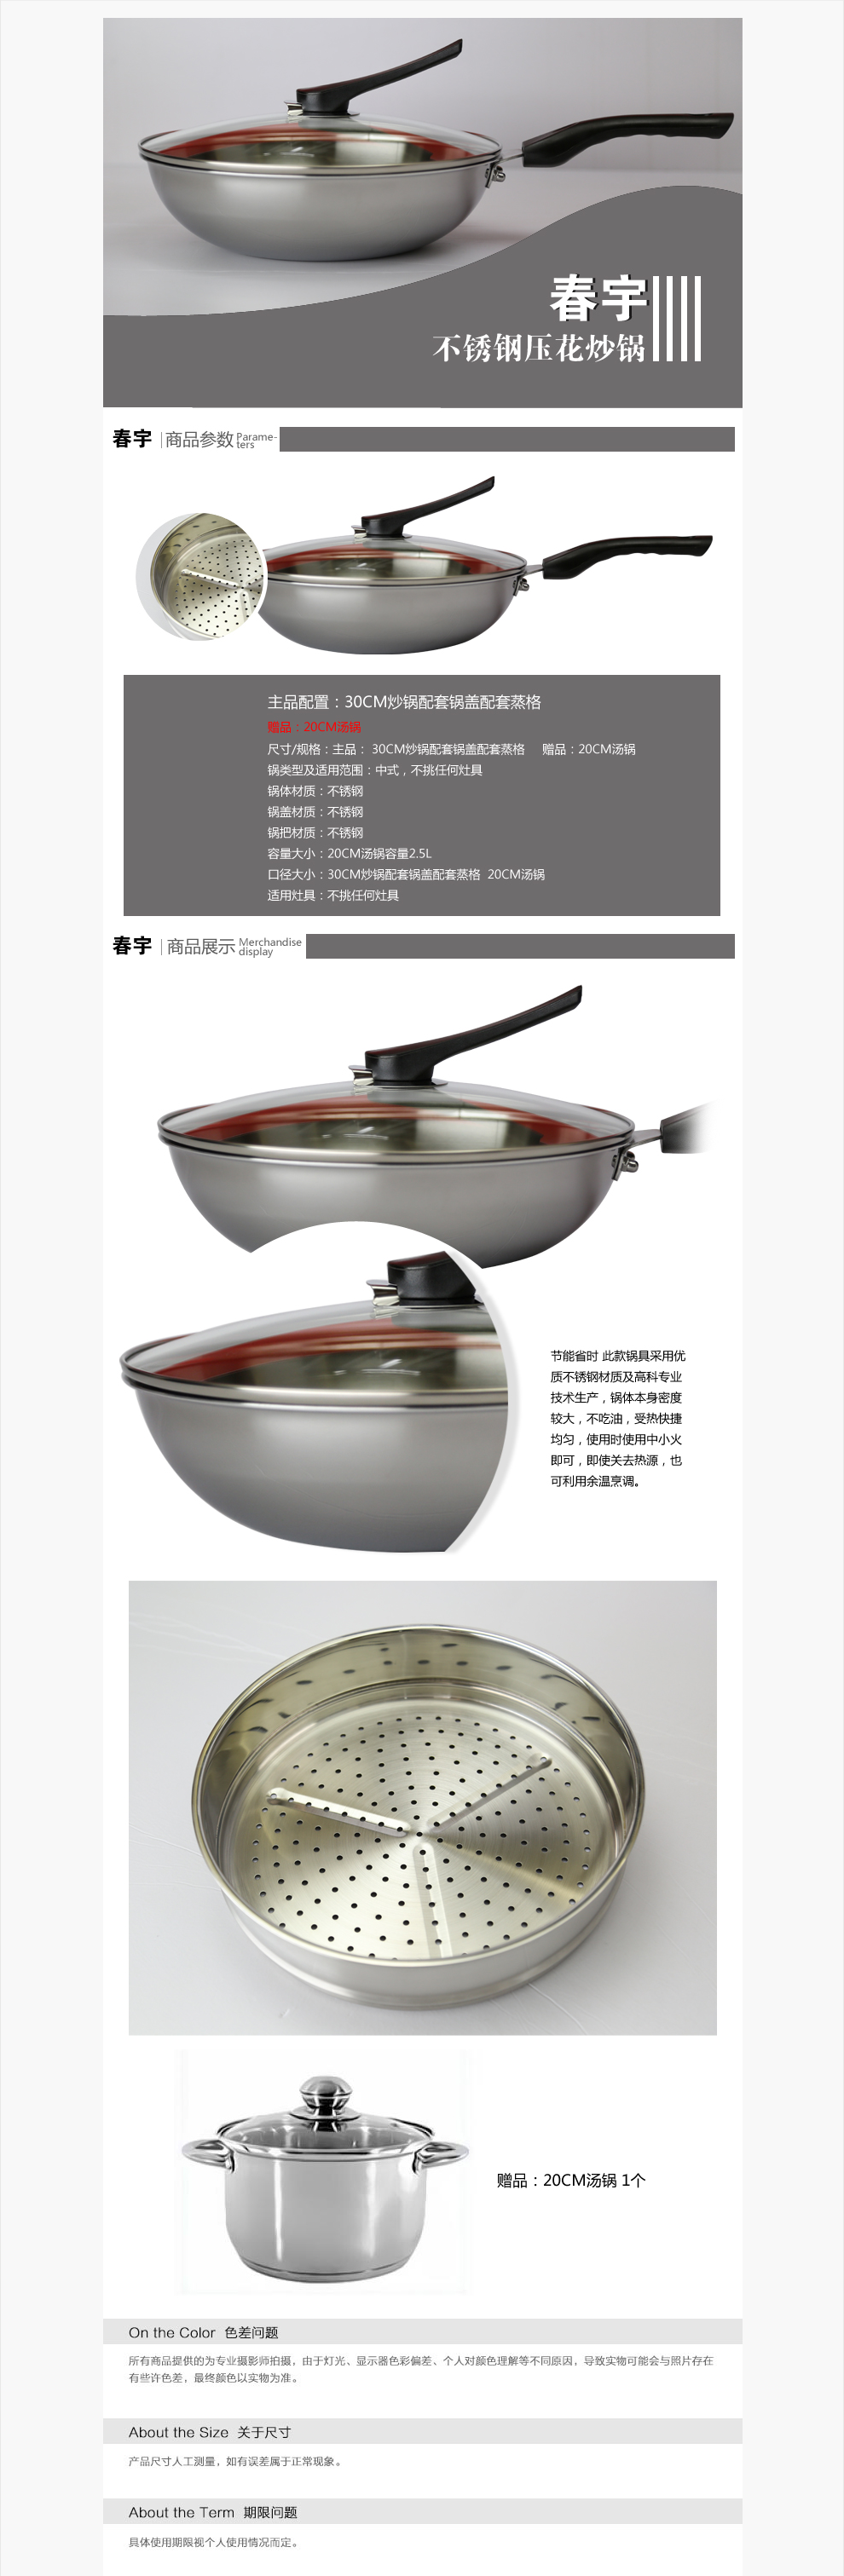 春宇
不锈钢压花炒锅
春宇 商品参数 Parame-
ters
主品配置：30CM炒锅配套锅盖配套蒸格
赠品：20CM汤锅
尺寸/规格：主品： 30CM炒锅配套锅盖配套蒸格 赠品：20CM汤锅
锅类型及适用范围：中式，不挑任何灶具
锅体材质：不锈钢
锅盖材质：不锈钢
锅把材质：不锈钢
容量大小：20CM汤锅容量2.5L
口径大小：30CM炒锅配套锅盖配套蒸格 20CM汤锅
适用灶具：不挑任何灶具
春宇 商品展示 Merchandise
display
节能省时 此款锅具采用优
质不锈钢材质及高科专业
技术生产，锅体本身密度
较大，不吃油，受热快捷
均匀，使用时使用中小火
即可，即使关去热源，也
可利用余温烹调。
赠品：20CM汤锅 1个
On the Color 色差问题
所有商品提供的为专业摄影师拍摄，由于灯光、显示器色彩偏差、个人对颜色理解等不同原因，导致实物可能会与照片存在
有些许色差，最终颜色以实物为准。
About the Size 关于尺寸
产品尺寸人工测量，如有误差属于正常现象。
About the Term 期限问题
具体使用期限视个人使用情况而定。